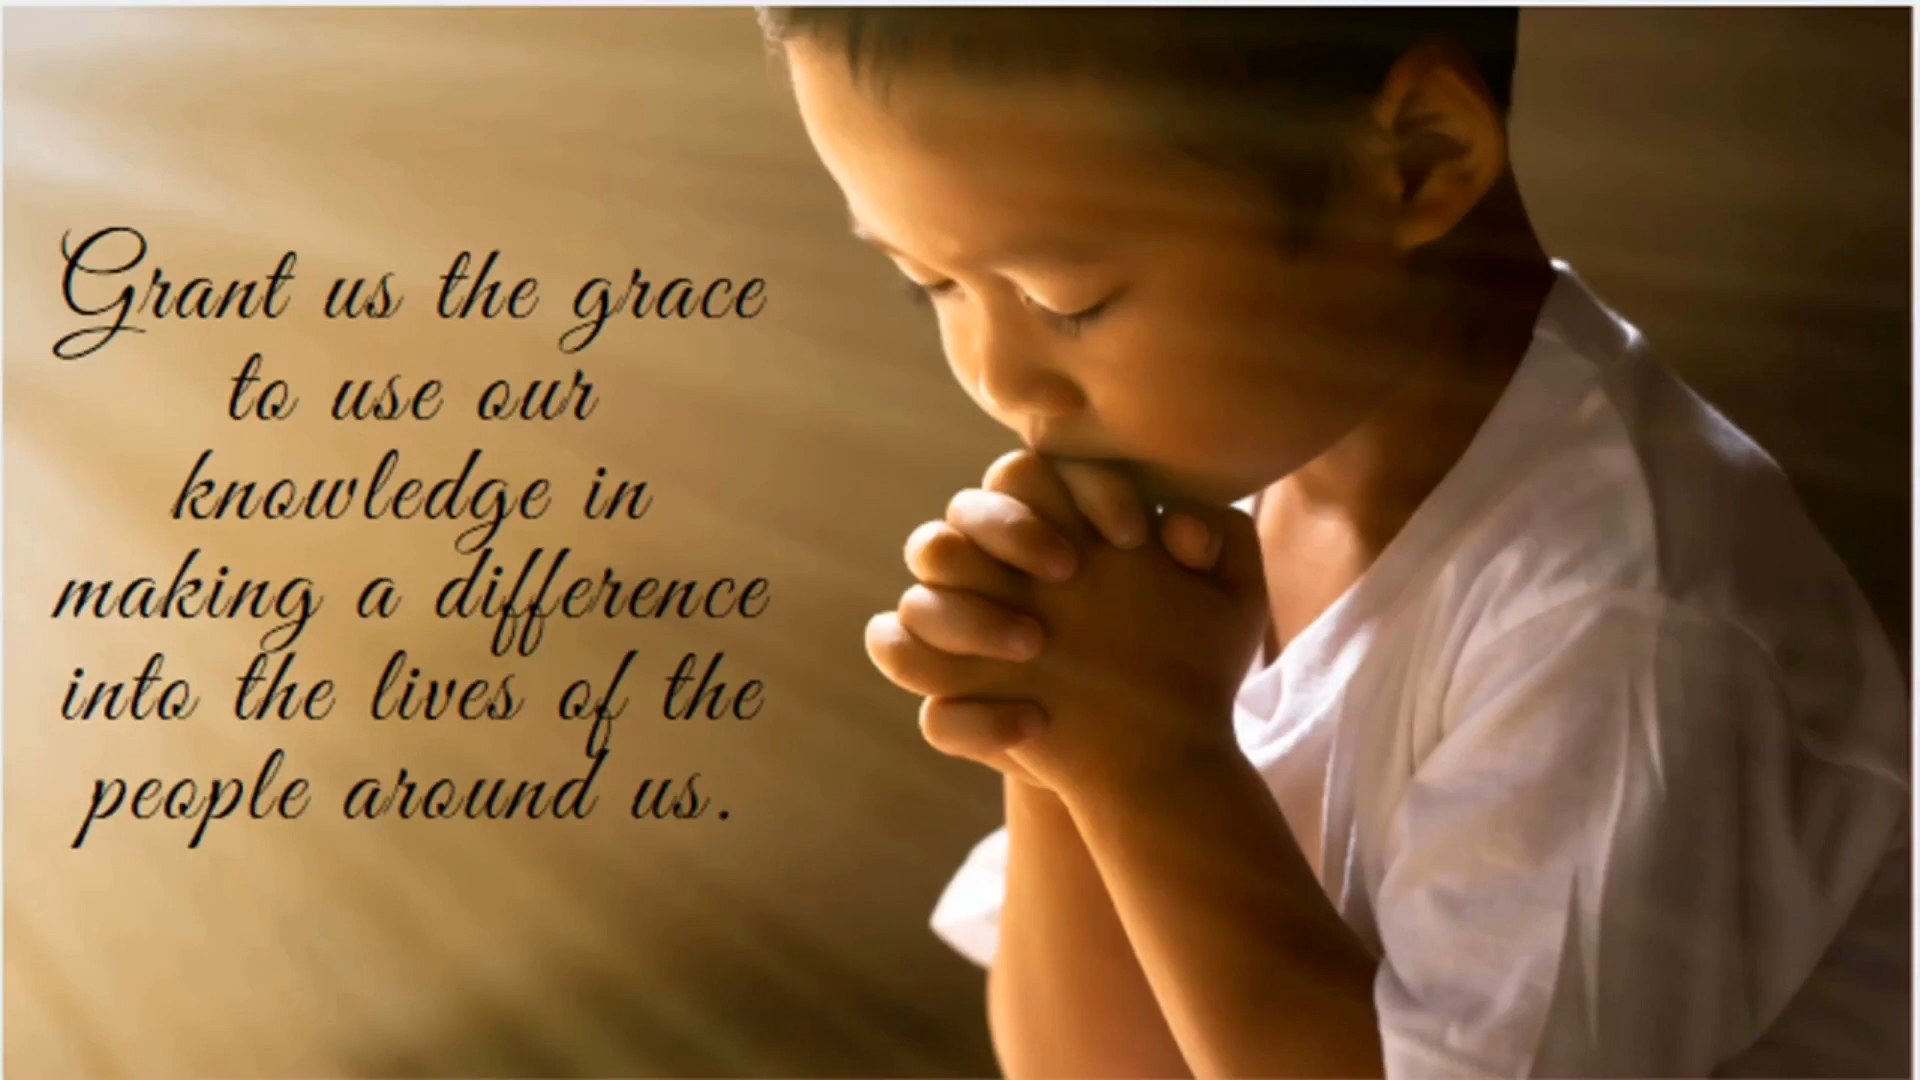 Grant us the grace
to use our
knowledge in
making a difference
into the lives of the
people around us.